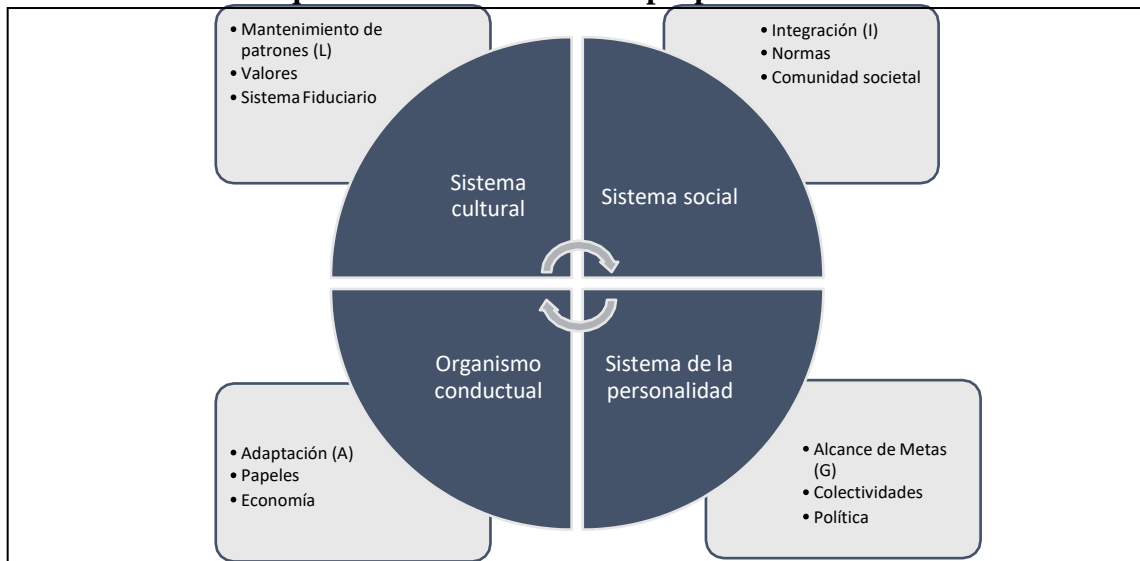 • Mantenimiento de
patrones (L)
• Valores
• Sistema Fiduciario
• Integración (I)
• Normas
• Comunidad societal
Sistema
cultural
Sistema social
Organismo
conductual
Sistema de la
personalidad
• Adaptación (A)
• Papeles
• Economía
• Alcance de Metas
(G)
• Colectividades
• Política